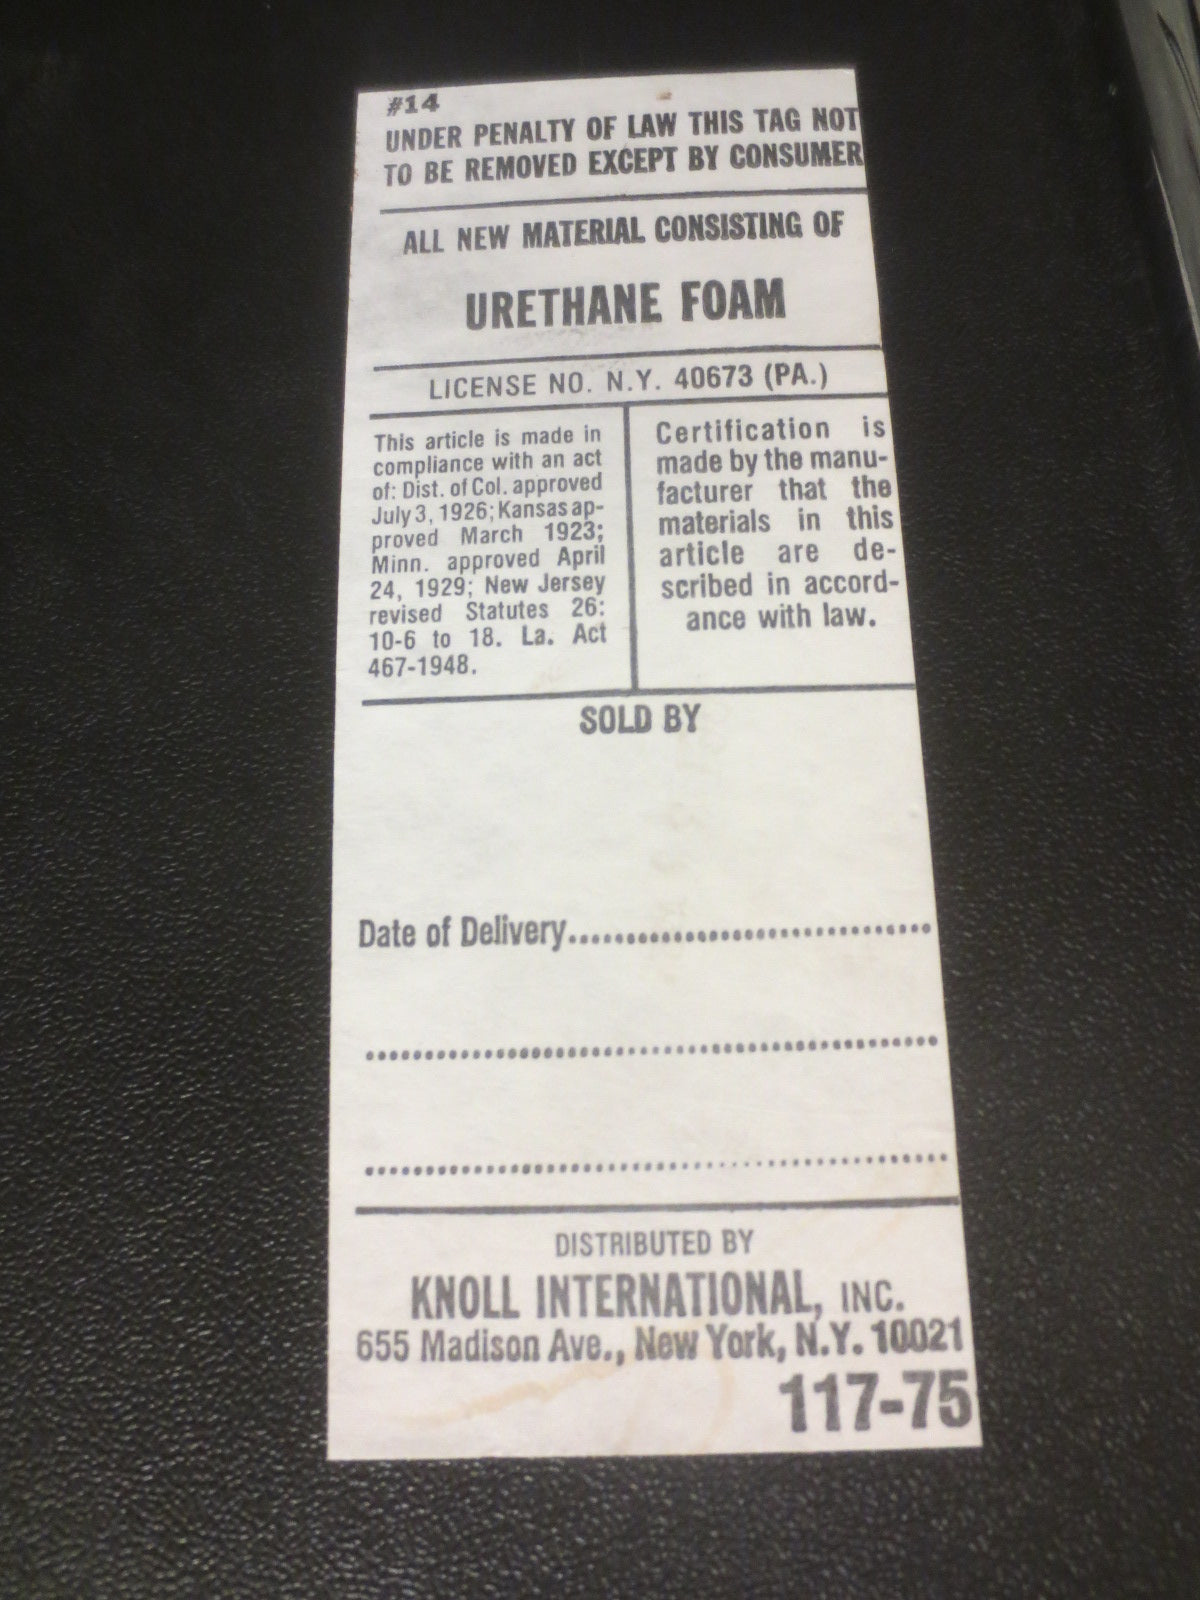 #14
UNDER PENALTY OF LAW THIS TAG NOT
TO BE REMOVED EXCEPT BY CONSUMER
ALL NEW MATERIAL CONSISTING OF
URETHANE FOAM
LICENSE NO. N.Y. 40673 (PA.)
This article is made in
compliance with an act
of: Dist. of Col. approved
July 3, 1926; Kansas ap-
proved March 1923;
Minn. approved April
24, 1929; New Jersey
revised Statutes 26:
10-6 to 18. La. Act
467-1948.
Certification is
made by the manu-
facturer that the
materials in this
article are de-
scribed in accord-
ance with law.
SOLD BY
Date of Delivery..............................
................................................
................................................
DISTRIBUTED BY
KNOLL INTERNATIONAL, INC.
655 Madison Ave., New York, N.Y. 10021
117-75